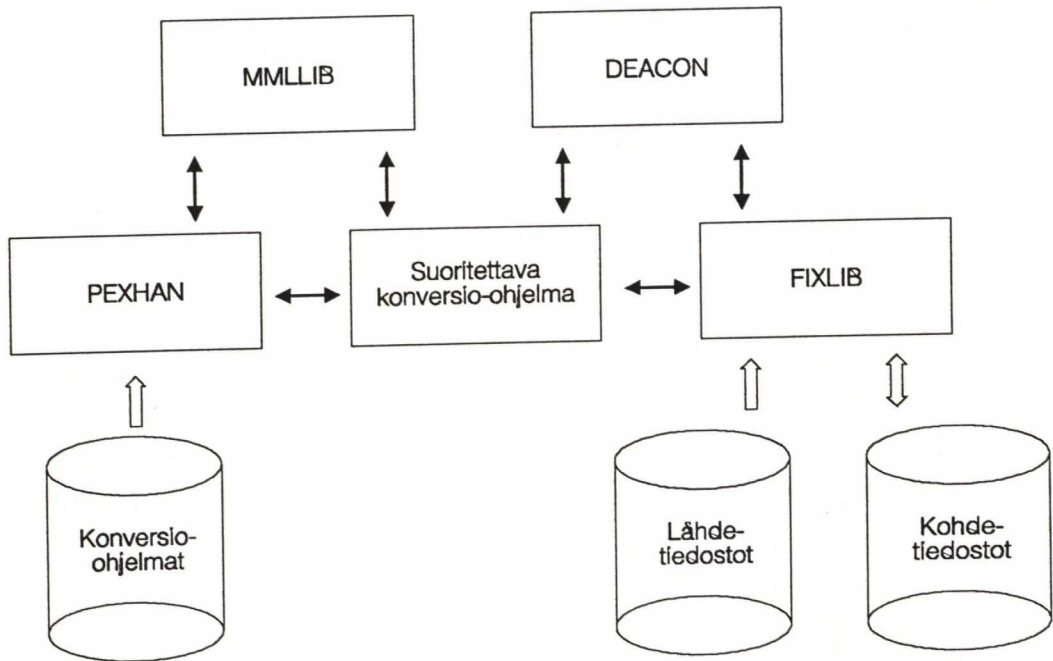 MMLLIB
DEACON
PEXHAN
Suoritettava
konversio-ohjelma
FIXLIB
Konversio-
ohjelmat
Lähde-
tiedostot
Kohde-
tiedostot